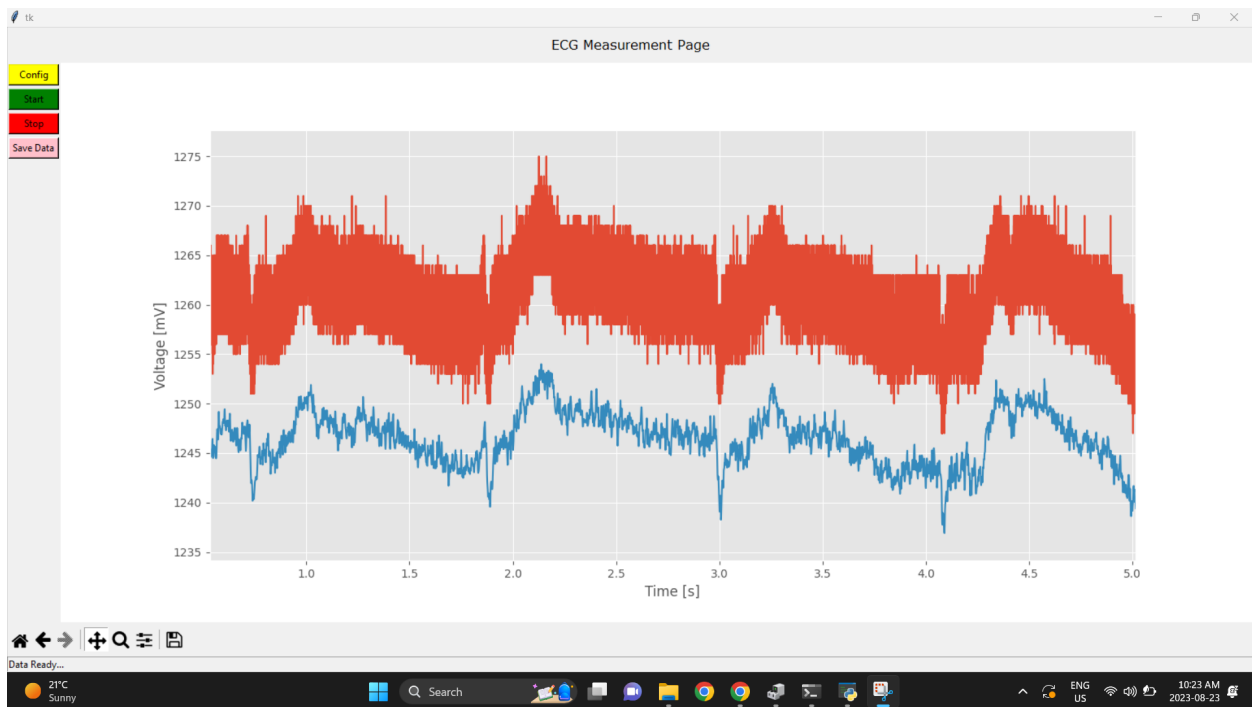 tk
ECG Measurement Page
Config
Start
Stop
Save Data
1275
1270
1265
1260
1255
1250
1245
1240
1235
Voltage [mV]
1.0 1.5 2.0 2.5 3.0 3.5 4.0 4.5 5.0
Time [s]
Data Ready...
21°C
Sunny
Search
ENG
US
10:23 AM
2023-08-23